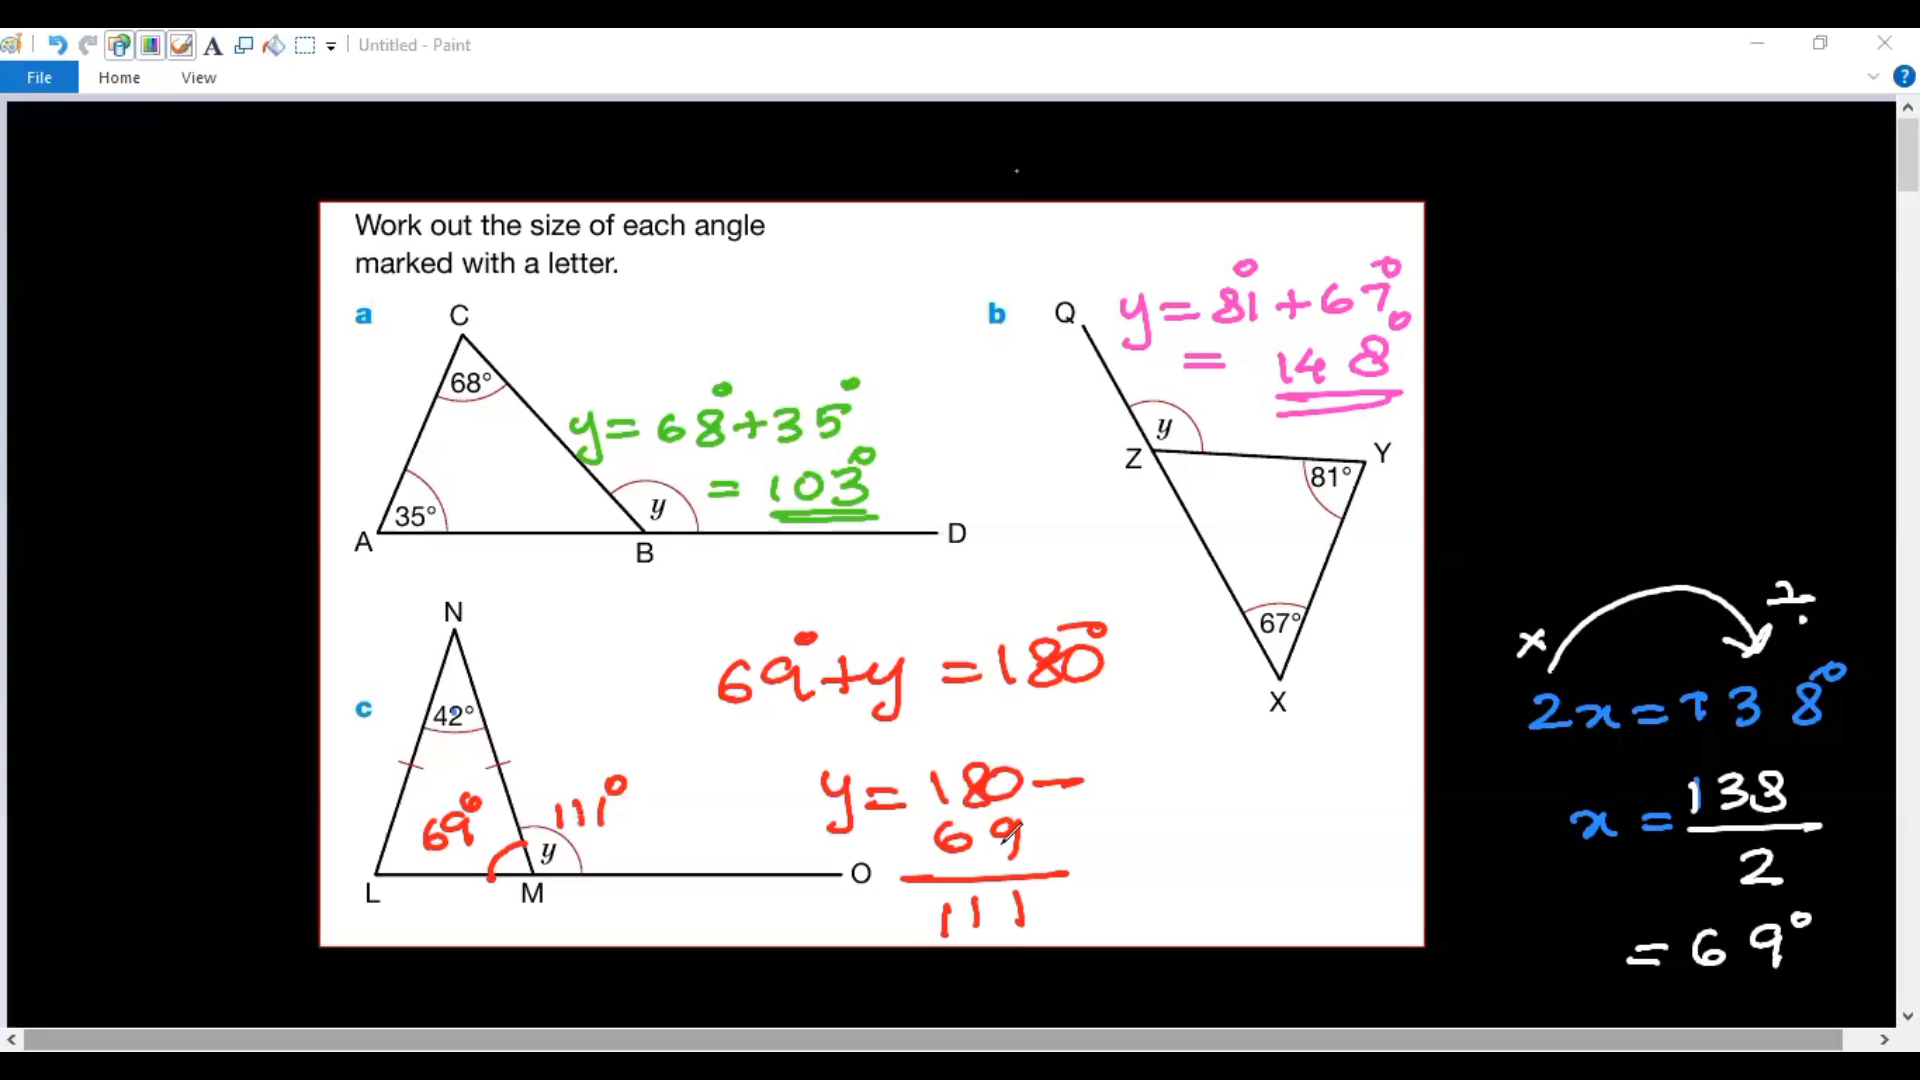 Untitled - Paint
File Home View
Work out the size of each angle
marked with a letter.
a
C
68°
35°
y
A
B
D
y = 68° + 35°
= 103°
b
Q
y = 81° + 67°
= 148°
y
Z
Y
81°
67°
X
c
N
42°
69°
111°
y
L
M
O
69° + y = 180°
y = 180 -
69
111
x
÷
2x = 138°
x = 138
2
= 69°